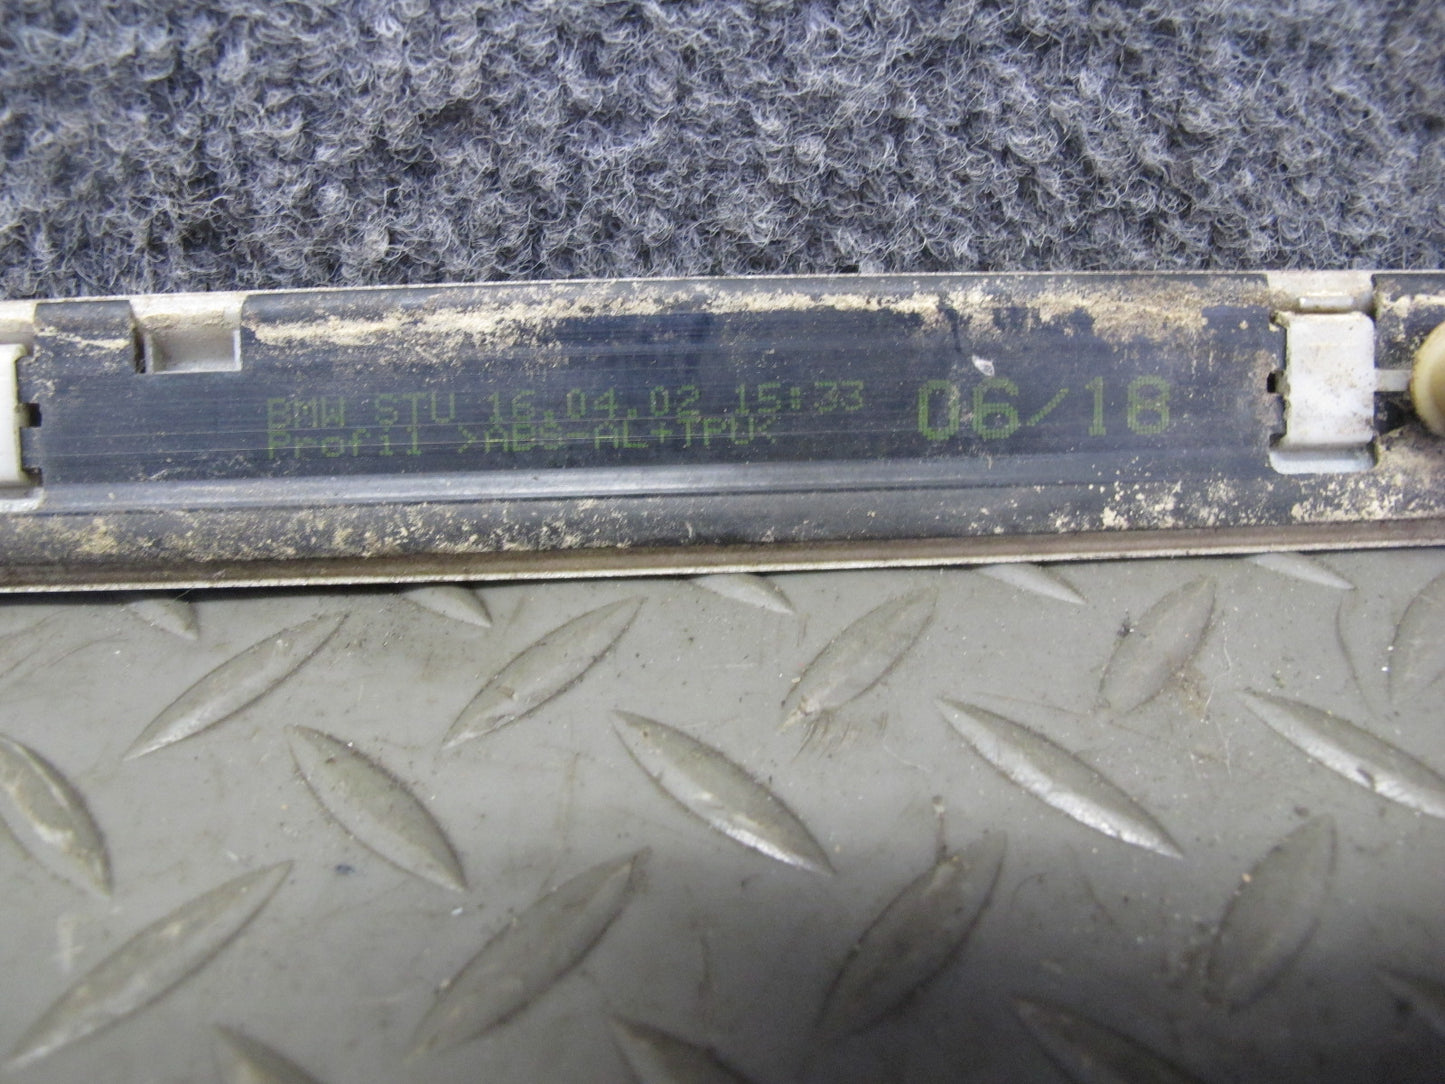 BMW STU 16.04.02 15:33
Profil >ABS-AL+TPU<
06/18